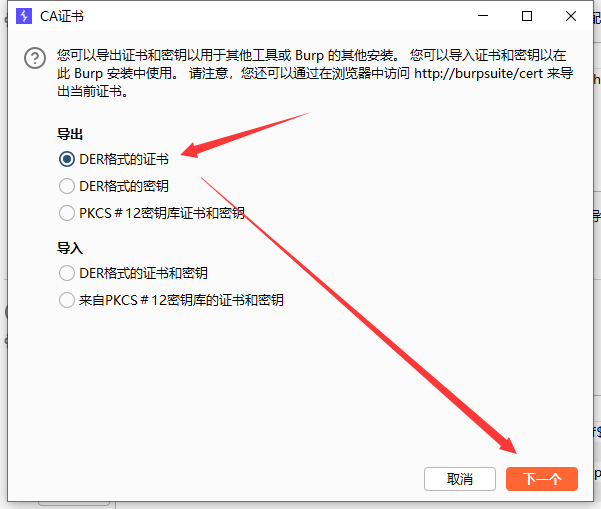 CA证书
您可以导出证书和密钥以用于其他工具或 Burp 的其他安装。 您可以导入证书和密钥以在
此 Burp 安装中使用。 请注意，您还可以通过在浏览器中访问 http://burpsuite/cert 来导
出当前证书。
导出
DER格式的证书
DER格式的密钥
PKCS＃12密钥库证书和密钥
导入
DER格式的证书和密钥
来自PKCS＃12密钥库的证书和密钥
取消
下一个